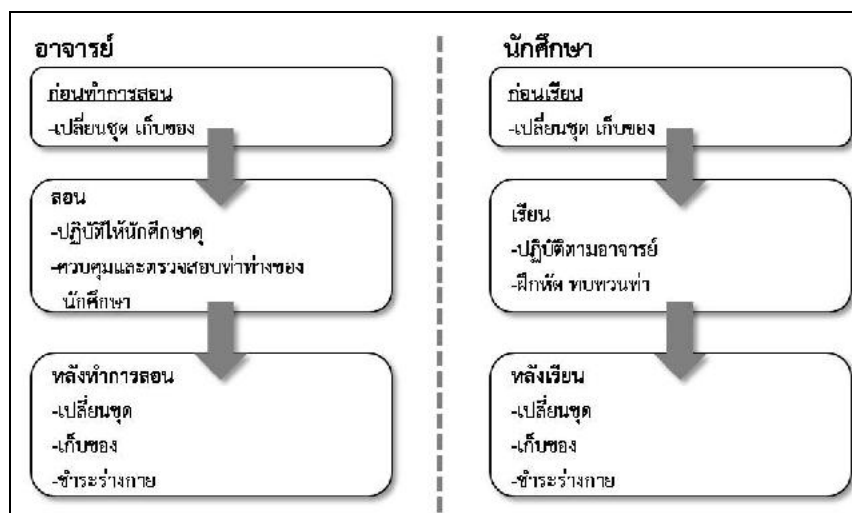 อาจารย์
ก่อนทำการสอน
-เปลี่ยนชุด เก็บของ
สอน
-ปฏิบัติให้นักศึกษาดู
-ควบคุมและตรวจสอบท่าทางของ
นักศึกษา
หลังทำการสอน
-เปลี่ยนชุด
-เก็บของ
-ชำระร่างกาย
นักศึกษา
ก่อนเรียน
-เปลี่ยนชุด เก็บของ
เรียน
-ปฏิบัติตามอาจารย์
-ฝึกหัด ทบทวนท่า
หลังเรียน
-เปลี่ยนชุด
-เก็บของ
-ชำระร่างกาย